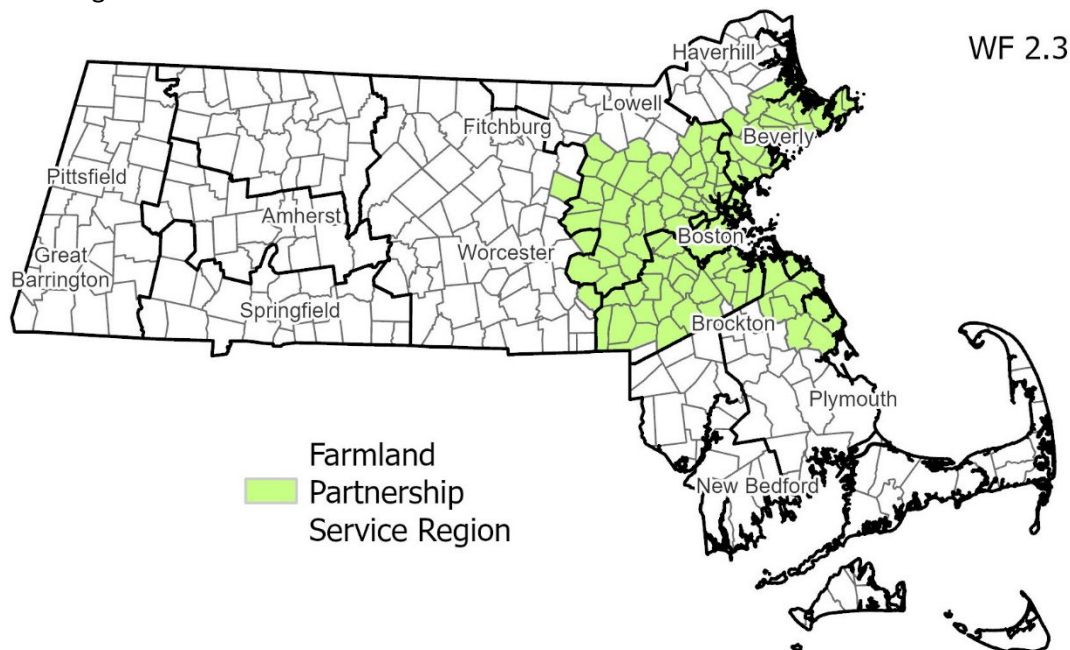 WF 2.3
Haverhill
Lowell
Fitchburg
Beverly
Pittsfield
Amherst
Boston
Great
Barrington
Worcester
Springfield
Brockton
Plymouth
New Bedford
Farmland
Partnership
Service Region